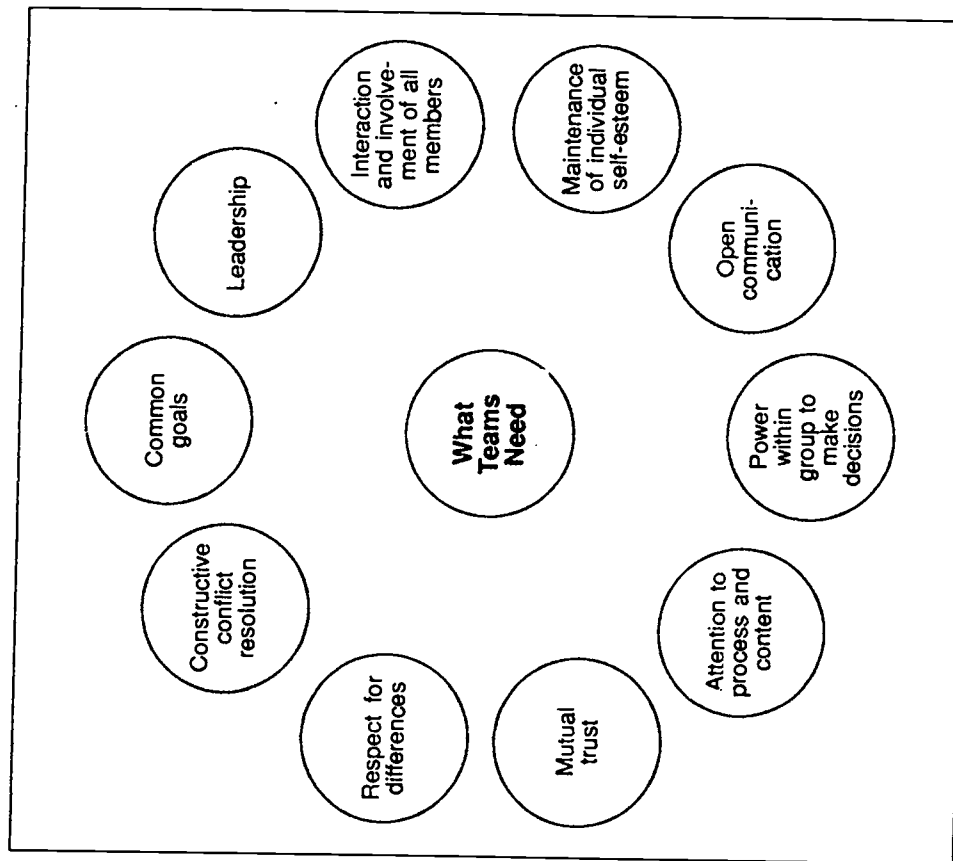 What
Teams
Need
Common
goals
Leadership
Interaction
and involve-
ment of all
members
Maintenance
of individual
self-esteem
Open
communi-
cation
Power
within
group to
make
decisions
Attention to
process and
content
Mutual
trust
Respect for
differences
Constructive
conflict
resolution